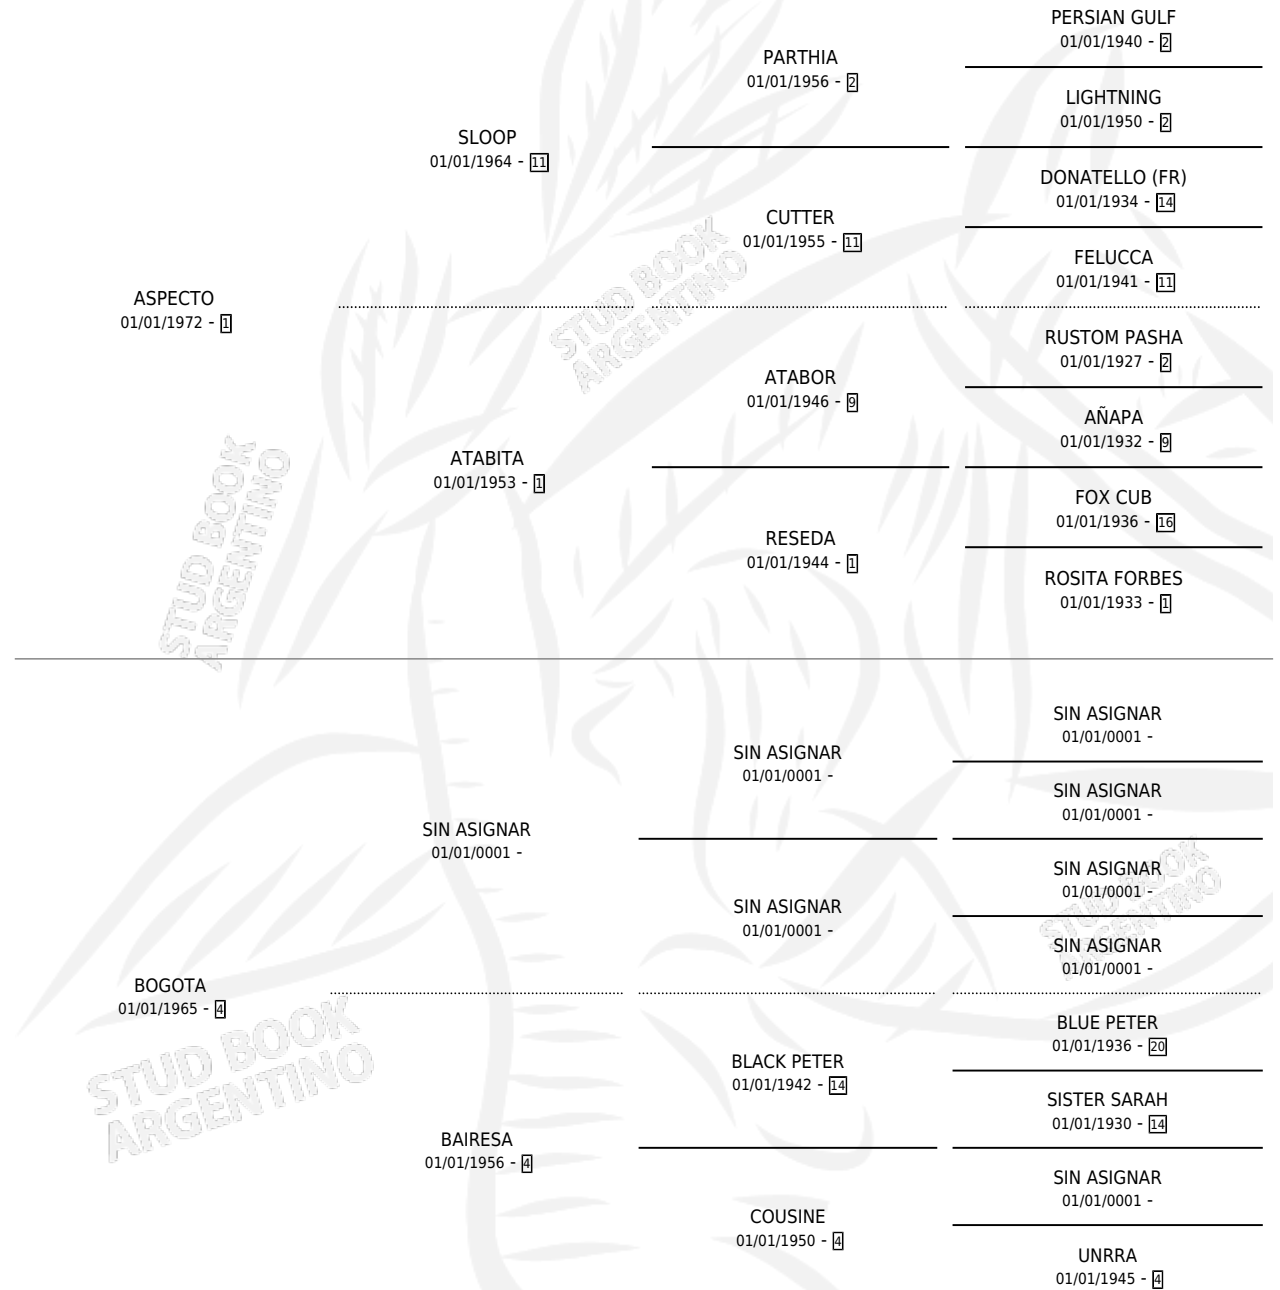 PERSIAN GULF
01/01/1940 - 2
PARTHIA
01/01/1956 - 2
LIGHTNING
01/01/1950 - 2
SLOOP
01/01/1964 - 11
DONATELLO (FR)
01/01/1934 - 14
CUTTER
01/01/1955 - 11
FELUCCA
01/01/1941 - 11
ASPECTO
01/01/1972 - 1
RUSTOM PASHA
01/01/1927 - 2
ATABOR
01/01/1946 - 9
AÑAPA
01/01/1932 - 9
ATABITA
01/01/1953 - 1
FOX CUB
01/01/1936 - 16
RESEDA
01/01/1944 - 1
ROSITA FORBES
01/01/1933 - 1
STUD BOOK
ARGENTINO
STUD BOOK
ARGENTINO
SIN ASIGNAR
01/01/0001 -
SIN ASIGNAR
01/01/0001 -
SIN ASIGNAR
01/01/0001 -
SIN ASIGNAR
01/01/0001 -
SIN ASIGNAR
01/01/0001 -
SIN ASIGNAR
01/01/0001 -
SIN ASIGNAR
01/01/0001 -
STUD BOOK
ARGENTINO
BOGOTA
01/01/1965 - 4
BLUE PETER
01/01/1936 - 20
BLACK PETER
01/01/1942 - 14
SISTER SARAH
01/01/1930 - 14
BAIRESA
01/01/1956 - 4
SIN ASIGNAR
01/01/0001 -
COUSINE
01/01/1950 - 4
UNRRA
01/01/1945 - 4
STUD BOOK
ARGENTINO